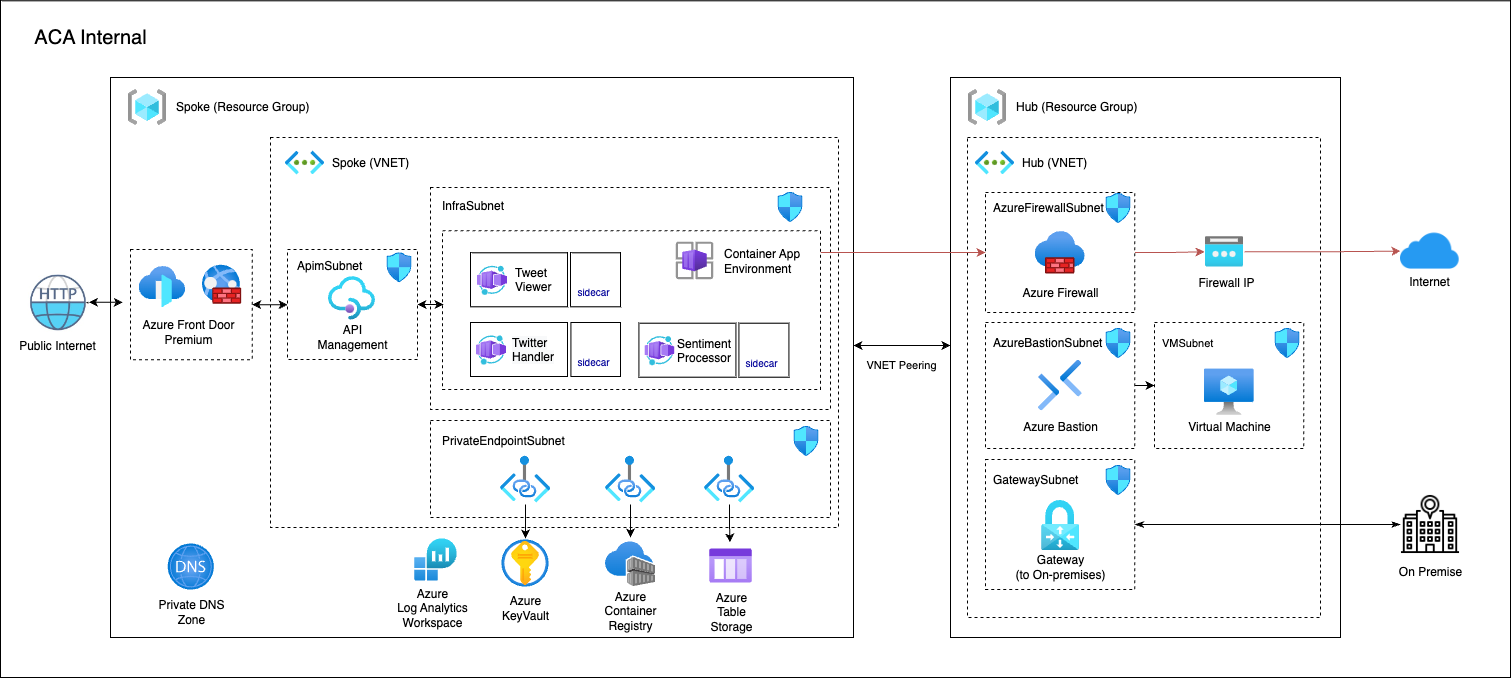 ACA Internal
Spoke (Resource Group)
Spoke (VNET)
InfraSubnet
Container App
Environment
Tweet
Viewer
sidecar
Twitter
Handler
sidecar
Sentiment
Processor
sidecar
ApimSubnet
API
Management
Azure Front Door
Premium
HTTP
Public Internet
PrivateEndpointSubnet
DNS
Private DNS
Zone
Azure
Log Analytics
Workspace
Azure
KeyVault
Azure
Container
Registry
Azure
Table
Storage
VNET Peering
Hub (Resource Group)
Hub (VNET)
AzureFirewallSubnet
Azure Firewall
Firewall IP
Internet
AzureBastionSubnet
Azure Bastion
VMSubnet
Virtual Machine
GatewaySubnet
Gateway
(to On-premises)
On Premise